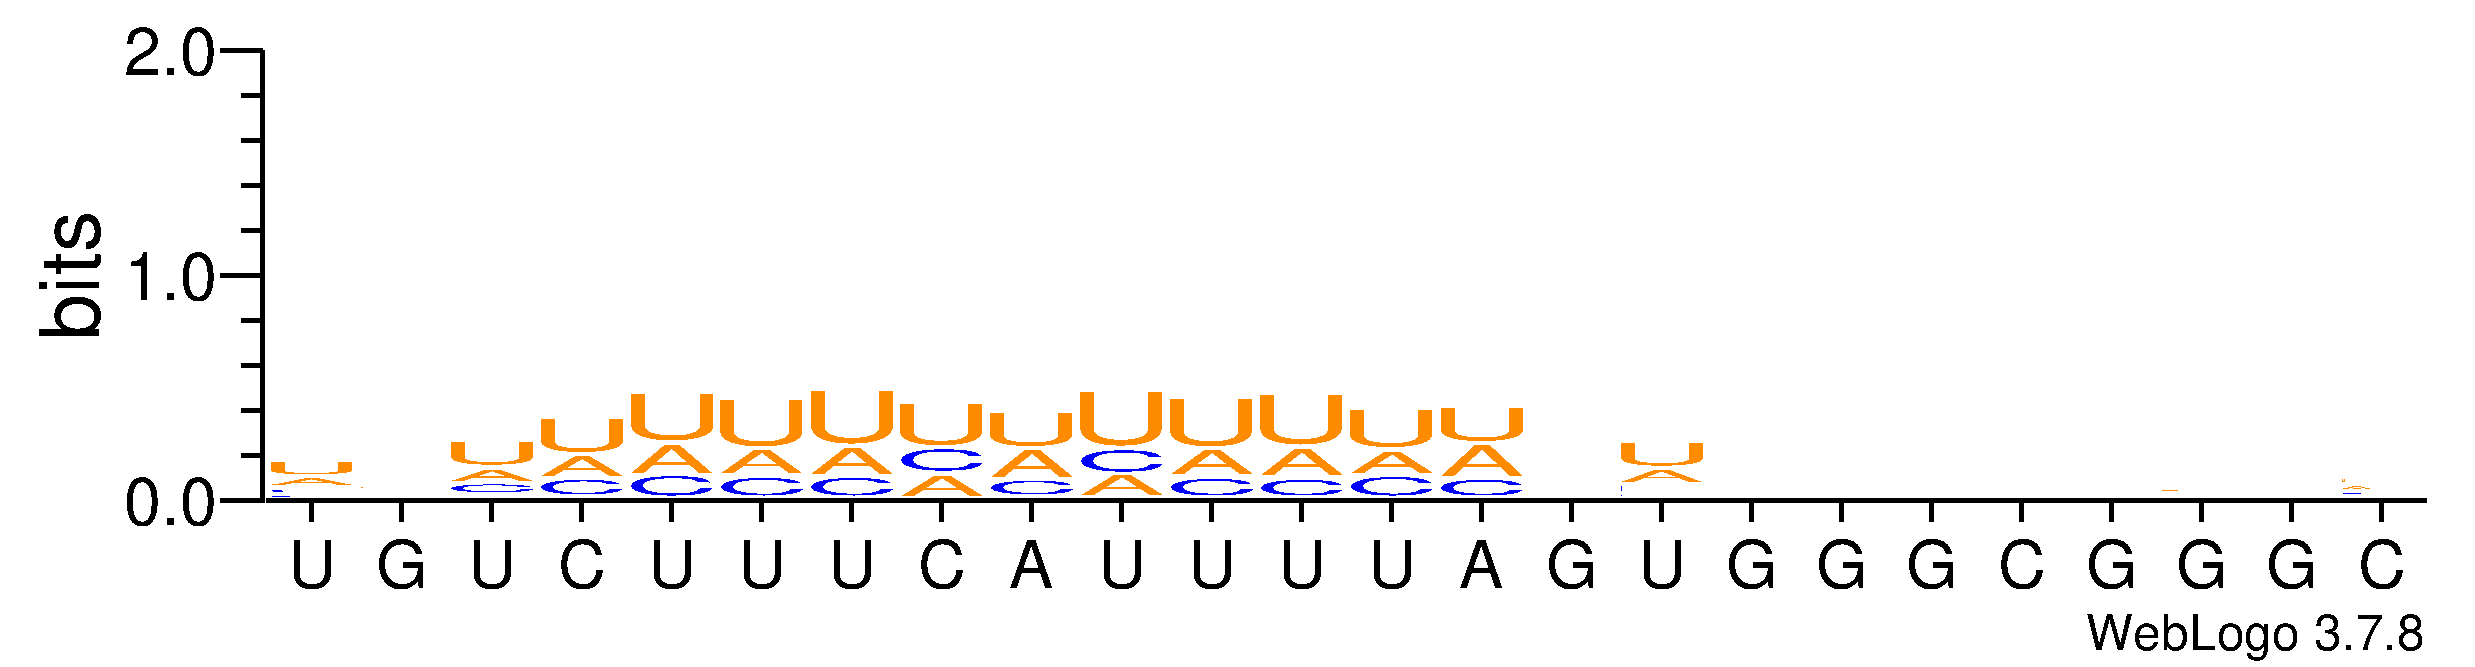 2.0
bits
1.0
0.0
U U U U U U U U U U U U U U
A A A A A A C A C A A A A A
C C C C C C A C A C C C C
U G U C U U U C A U U U U A G U G G G C G G G C
WebLogo 3.7.8